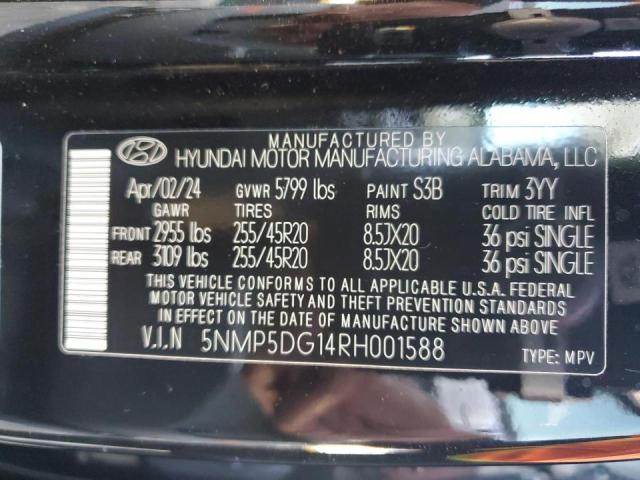 MANUFACTURED BY
HYUNDAI MOTOR MANUFACTURING ALABAMA, LLC
Apr/02/24 GVWR 5799 lbs PAINT S3B TRIM 3YY
GAWR TIRES RIMS COLD TIRE INFL
FRONT 2955 lbs 255/45R20 8.5JX20 36 psi SINGLE
REAR 3109 lbs 255/45R20 8.5JX20 36 psi SINGLE
THIS VEHICLE CONFORMS TO ALL APPLICABLE U.S.A. FEDERAL
MOTOR VEHICLE SAFETY AND THEFT PREVENTION STANDARDS
IN EFFECT ON THE DATE OF MANUFACTURE SHOWN ABOVE.
V.I.N 5NMP5DG14RH001588 TYPE: MPV